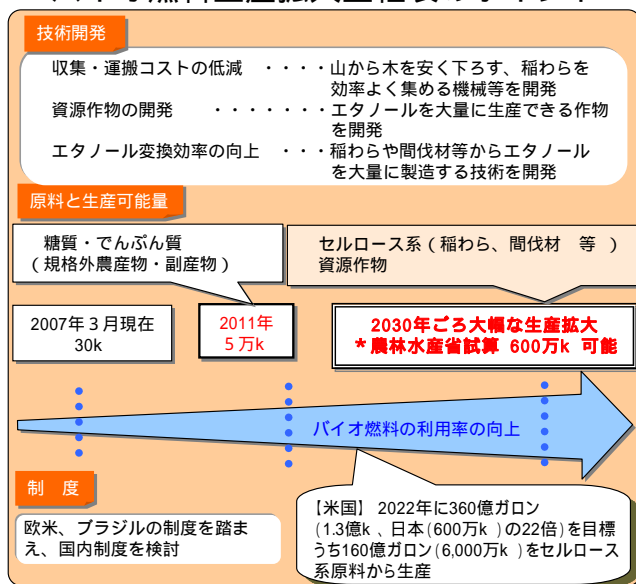 技術開発
収集・運搬コストの低減 ・・・・山から木を安く下ろす、稲わらを
効率よく集める機械等を開発
資源作物の開発 ・・・・・・・エタノールを大量に生産できる作物
を開発
エタノール変換効率の向上 ・・・稲わらや間伐材等からエタノール
を大量に製造する技術を開発
原料と生産可能量
糖質・でんぷん質
(規格外農産物・副産物)
セルロース系(稲わら、間伐材 等 )
資源作物
2007年3月現在
30k
2011年
5万k
2030年ごろ大幅な生産拡大
*農林水産省試算 600万k 可能
バイオ燃料の利用率の向上
制 度
欧米、ブラジルの制度を踏ま
え、国内制度を検討
【米国】 2022年に360億ガロン
(1.3億k 、日本(600万k )の22倍)を目標
うち160億ガロン(6,000万k )をセルロース
系原料から生産